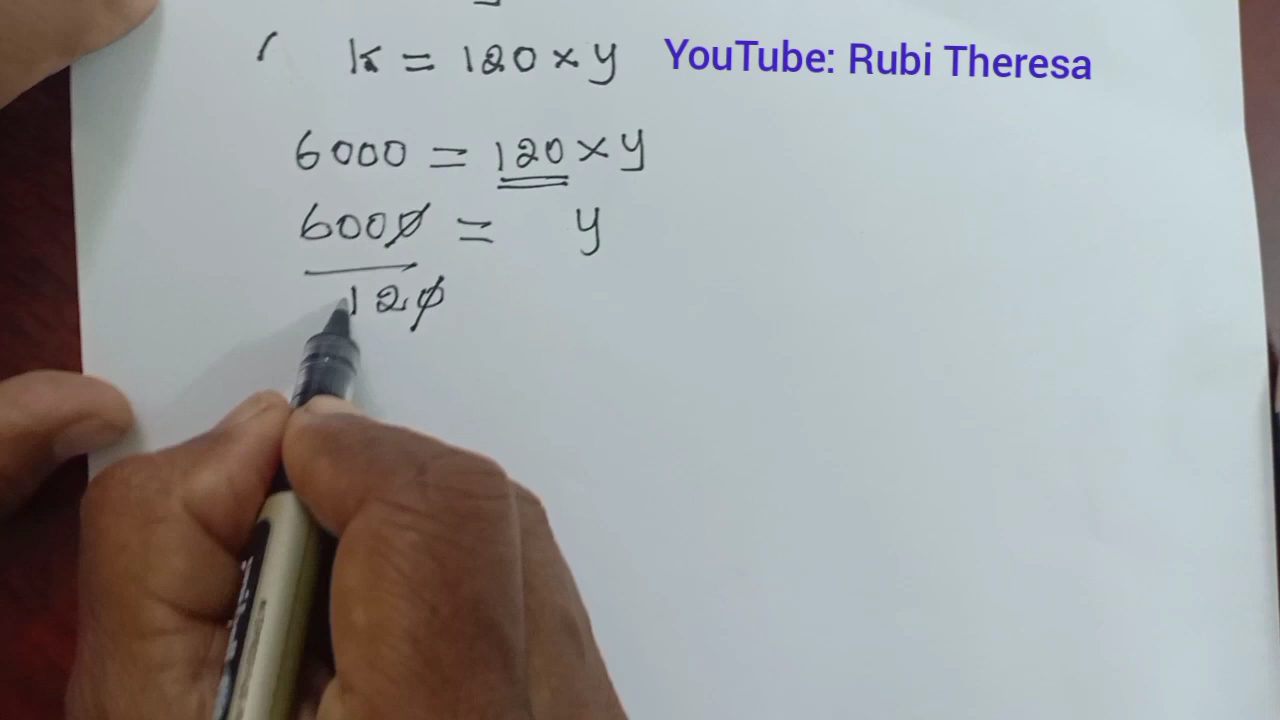 k = 120 × y YouTube: Rubi Theresa
6000 = 120 × y
6000 = y
120